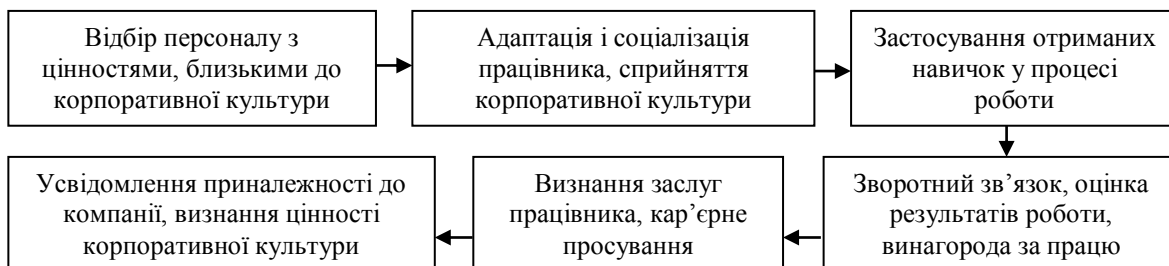 Відбір персоналу з
цінностями, близькими до
корпоративної культури
Адаптація і соціалізація
працівника, сприйняття
корпоративної культури
Застосування отриманих
навичок у процесі
роботи
Зворотний зв’язок, оцінка
результатів роботи,
винагорода за працю
Визнання заслуг
працівника, кар’єрне
просування
Усвідомлення приналежності до
компанії, визнання цінності
корпоративної культури